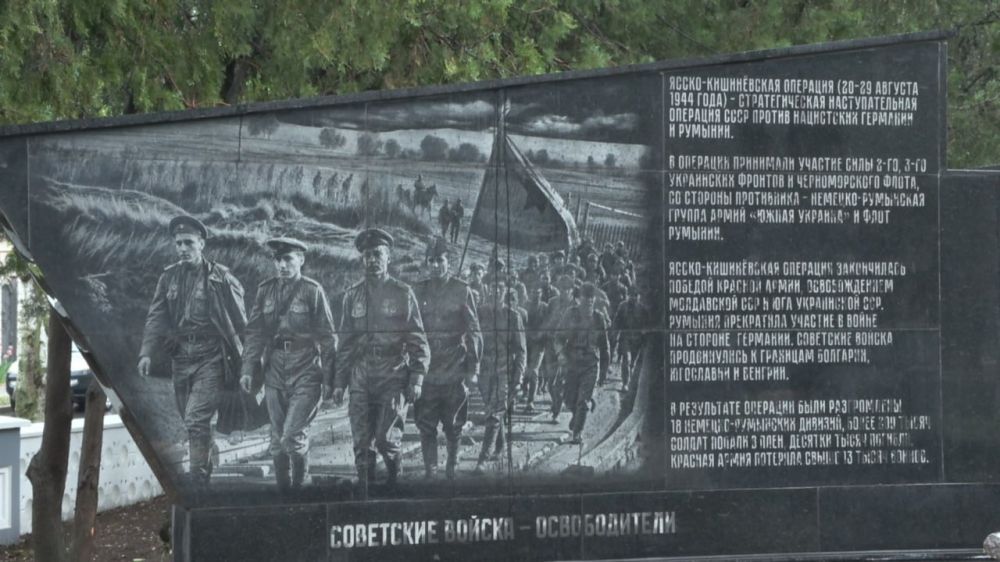 ЯССКО-КИШИНЁВСКАЯ ОПЕРАЦИЯ (20-29 АВГУСТА
1944 ГОДА) - СТРАТЕГИЧЕСКАЯ НАСТУПАТЕЛЬНАЯ
ОПЕРАЦИЯ СССР ПРОТИВ НАЦИСТСКИХ ГЕРМАНИИ
И РУМЫНИИ.
В ОПЕРАЦИИ ПРИНИМАЛИ УЧАСТИЕ СИЛЫ 2-ГО, 3-ГО
УКРАИНСКИХ ФРОНТОВ И ЧЕРНОМОРСКОГО ФЛОТА,
СО СТОРОНЫ ПРОТИВНИКА - НЕМЕЦКО-РУМЫНСКАЯ
ГРУППА АРМИЙ «ЮЖНАЯ УКРАИНА» И ФЛОТ
РУМЫНИИ.
ЯССКО-КИШИНЁВСКАЯ ОПЕРАЦИЯ ЗАКОНЧИЛАСЬ
ПОБЕДОЙ КРАСНОЙ АРМИИ, ОСВОБОЖДЕНИЕМ
МОЛДАВСКОЙ ССР И ЮГА УКРАИНСКОЙ ССР.
РУМЫНИЯ ПРЕКРАТИЛА УЧАСТИЕ В ВОЙНЕ
НА СТОРОНЕ ГЕРМАНИИ. СОВЕТСКИЕ ВОЙСКА
ПРОДВИНУЛИСЬ К ГРАНИЦАМ БОЛГАРИИ,
ЮГОСЛАВИИ И ВЕНГРИИ.
В РЕЗУЛЬТАТЕ ОПЕРАЦИИ БЫЛИ РАЗГРОМЛЕНЫ
18 НЕМЕЦКО-РУМЫНСКИХ ДИВИЗИЙ, БОЛЕЕ ТЫСЯЧ
СОЛДАТ ПОПАЛИ В ПЛЕН, ДЕСЯТКИ ТЫСЯЧ ПОГИБЛИ.
КРАСНАЯ АРМИЯ ПОТЕРЯЛА СВЫШЕ 13 ТЫСЯЧ
СОВЕТСКИЕ ВОЙСКА - ОСВОБОДИТЕЛИ